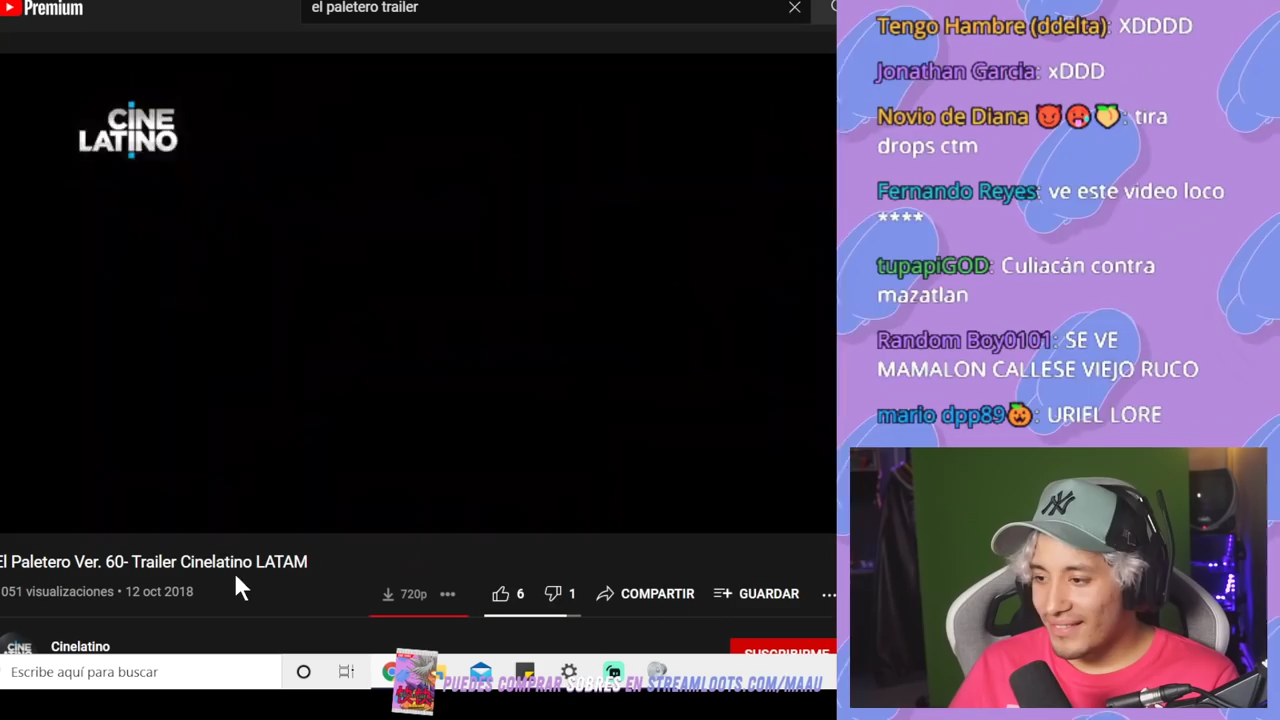 Premium
el paletero trailer
CINE
LATINO
El Paletero Ver. 60- Trailer Cinelatino LATAM
051 visualizaciones • 12 oct 2018
720p
6
1
COMPARTIR
GUARDAR
Cinelatino
SUSCRIBIRME
Escribe aquí para buscar
PUEDES COMPRAR SOBRES EN STREAMLOOTS.COM/MAAU
Tengo Hambre (ddelta): XDDDD
Jonathan Garcia: xDDD
Novio de Diana 😈🥵🍑: tira
drops ctm
Fernando Reyes: ve este video loco
****
tupapiGOD: Culiacán contra
mazatlan
Random Boy0101: SE VE
MAMALON CALLESE VIEJO RUCO
mario dpp89🎃: URIEL LORE
NY